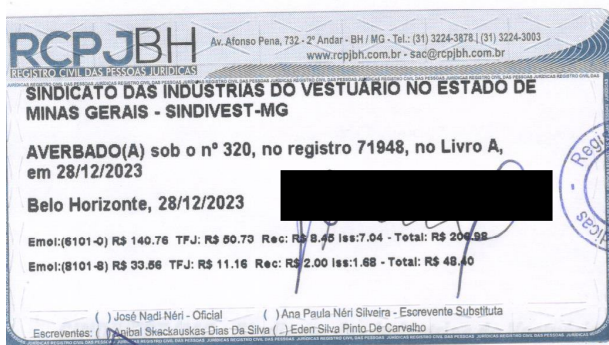 RCPJBH
REGISTRO CIVIL DAS PESSOAS JURÍDICAS
Av. Afonso Pena, 732 - 2º Andar - BH / MG - Tel.: (31) 3224-3878 | (31) 3224-3003
www.rcpjbh.com.br - sac@rcpjbh.com.br
SINDICATO DAS INDÚSTRIAS DO VESTUÁRIO NO ESTADO DE
MINAS GERAIS - SINDIVEST-MG
AVERBADO(A) sob o nº 320, no registro 71948, no Livro A,
em 28/12/2023
Belo Horizonte, 28/12/2023
Emol:(6101-0) R$ 140.76 TFJ: R$ 50.73 Rec: R$ 8.45 Iss:7.04 - Total: R$ 206.98
Emol:(8101-8) R$ 33.56 TFJ: R$ 11.16 Rec: R$ 2.00 Iss:1.68 - Total: R$ 48.40
( ) José Nadi Néri - Oficial ( ) Ana Paula Néri Silveira - Escrevente Substituta
Escreventes: ( ) Anibal Skackauskas Dias Da Silva ( ) Eden Silva Pinto De Carvalho